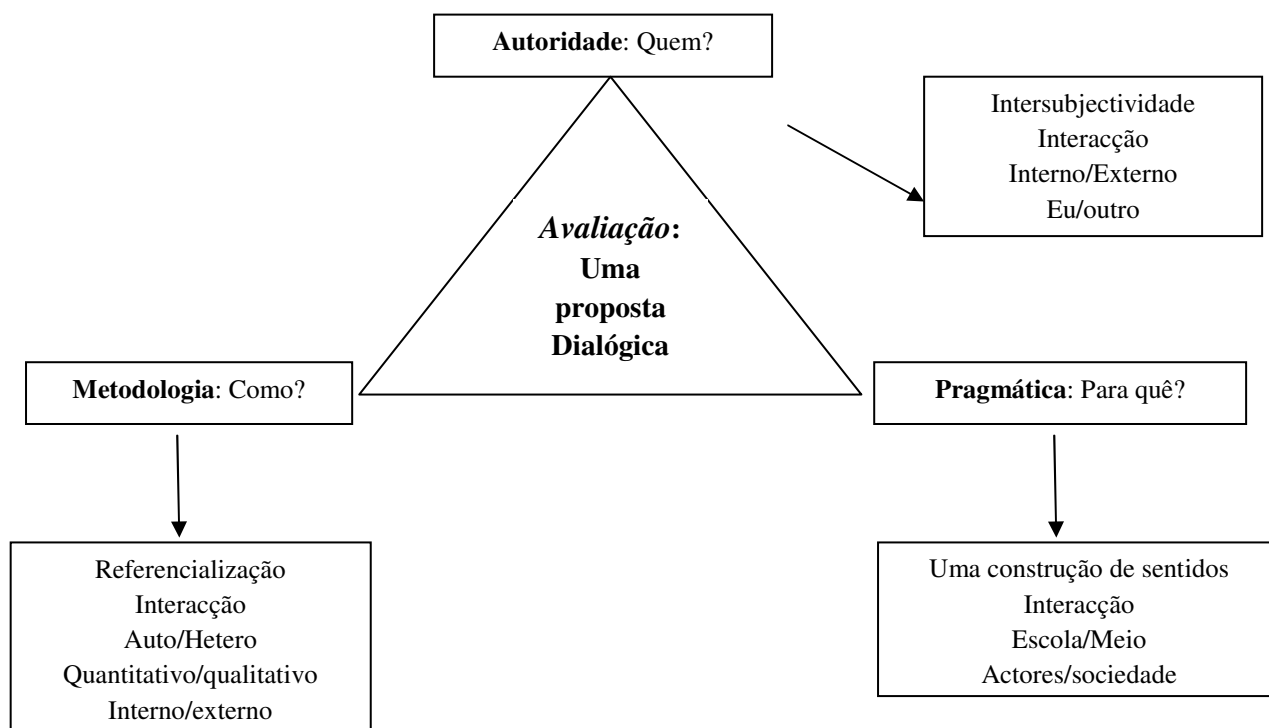 Autoridade: Quem?
Intersubjectividade
Interacção
Interno/Externo
Eu/outro
Avaliação:
Uma
proposta
Dialógica
Metodologia: Como?
Pragmática: Para quê?
Referencialização
Interacção
Auto/Hetero
Quantitativo/qualitativo
Interno/externo
Uma construção de sentidos
Interacção
Escola/Meio
Actores/sociedade